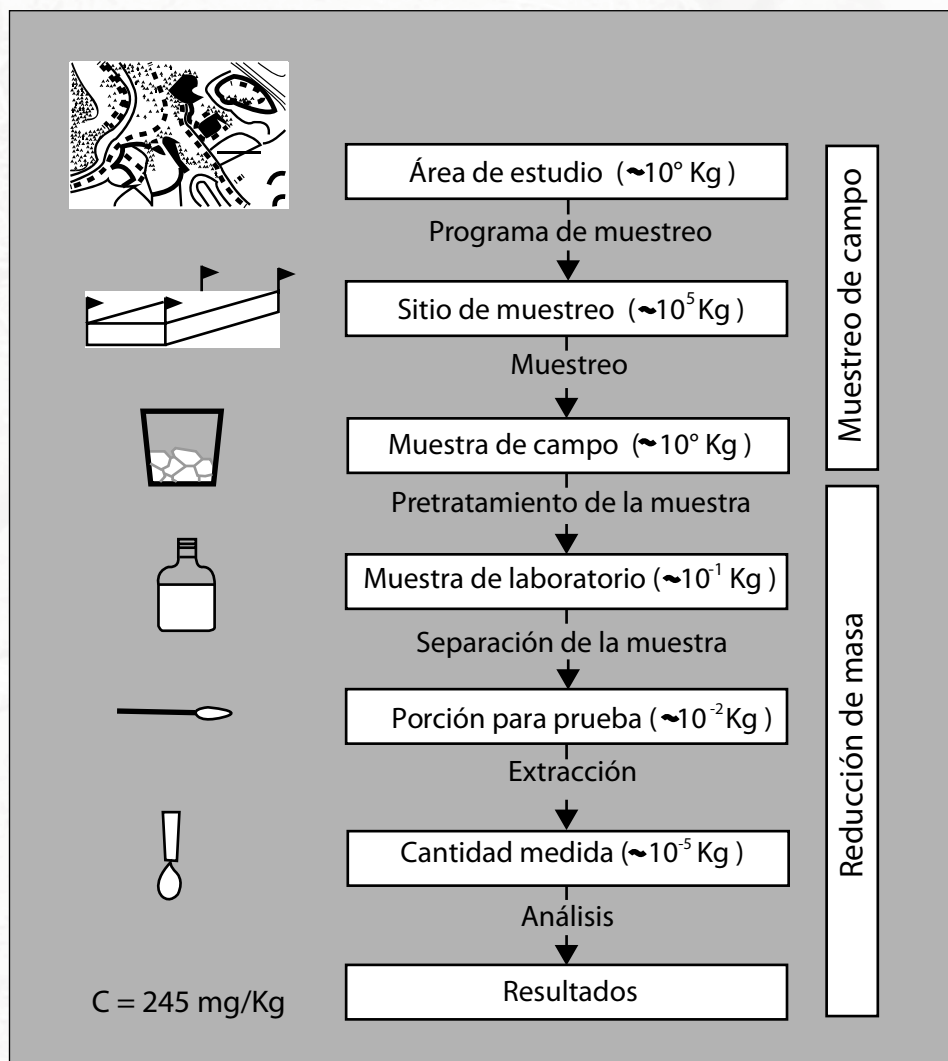 Área de estudio (~10° Kg)
Programa de muestreo
Sitio de muestreo (~10⁵ Kg)
Muestreo
Muestra de campo (~10° Kg)
Pretratamiento de la muestra
Muestra de laboratorio (~10⁻¹ Kg)
Separación de la muestra
Porción para prueba (~10⁻² Kg)
Extracción
Cantidad medida (~10⁻⁵ Kg)
Análisis
Resultados
C = 245 mg/Kg
Muestreo de campo
Reducción de masa